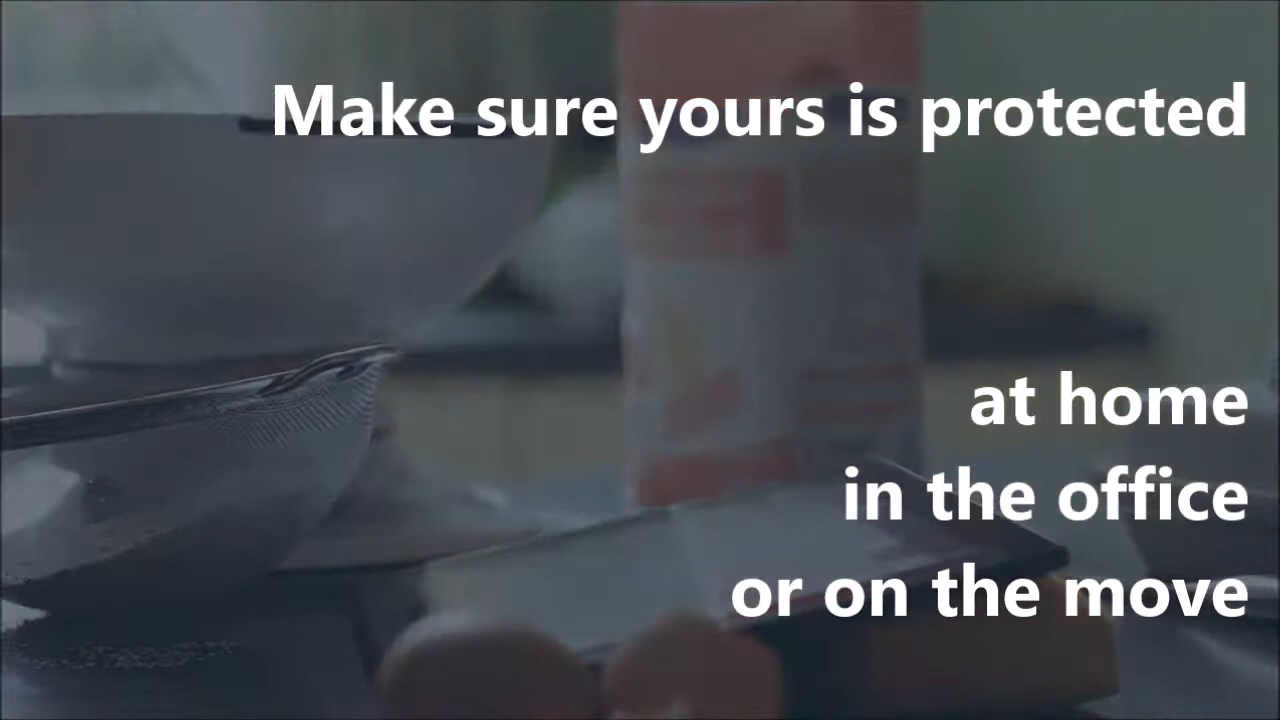 Make sure yours is protected
at home
in the office
or on the move